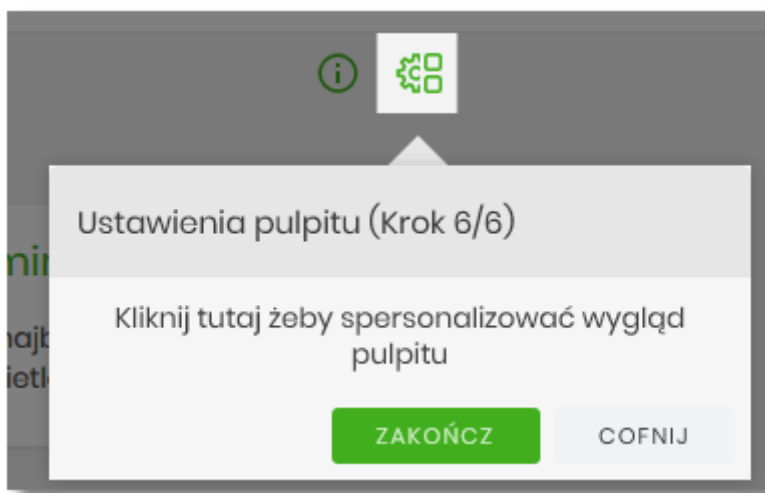 Ustawienia pulpitu (Krok 6/6)
Kliknij tutaj żeby spersonalizować wygląd
pulpitu
ZAKOŃCZ COFNIJ